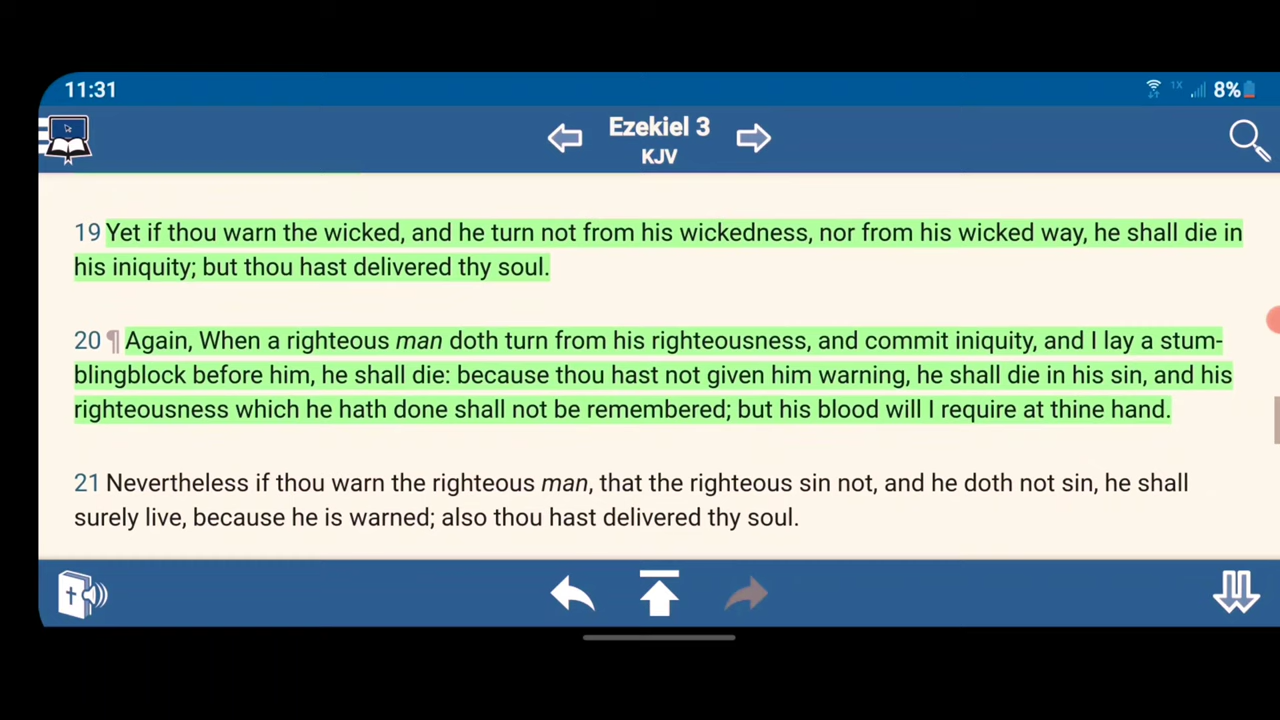 11:31
1X
8%
Ezekiel 3
KJV
19 Yet if thou warn the wicked, and he turn not from his wickedness, nor from his wicked way, he shall die in
his iniquity; but thou hast delivered thy soul.
20 ¶ Again, When a righteous man doth turn from his righteousness, and commit iniquity, and I lay a stum-
blingblock before him, he shall die: because thou hast not given him warning, he shall die in his sin, and his
righteousness which he hath done shall not be remembered; but his blood will I require at thine hand.
21 Nevertheless if thou warn the righteous man, that the righteous sin not, and he doth not sin, he shall
surely live, because he is warned; also thou hast delivered thy soul.